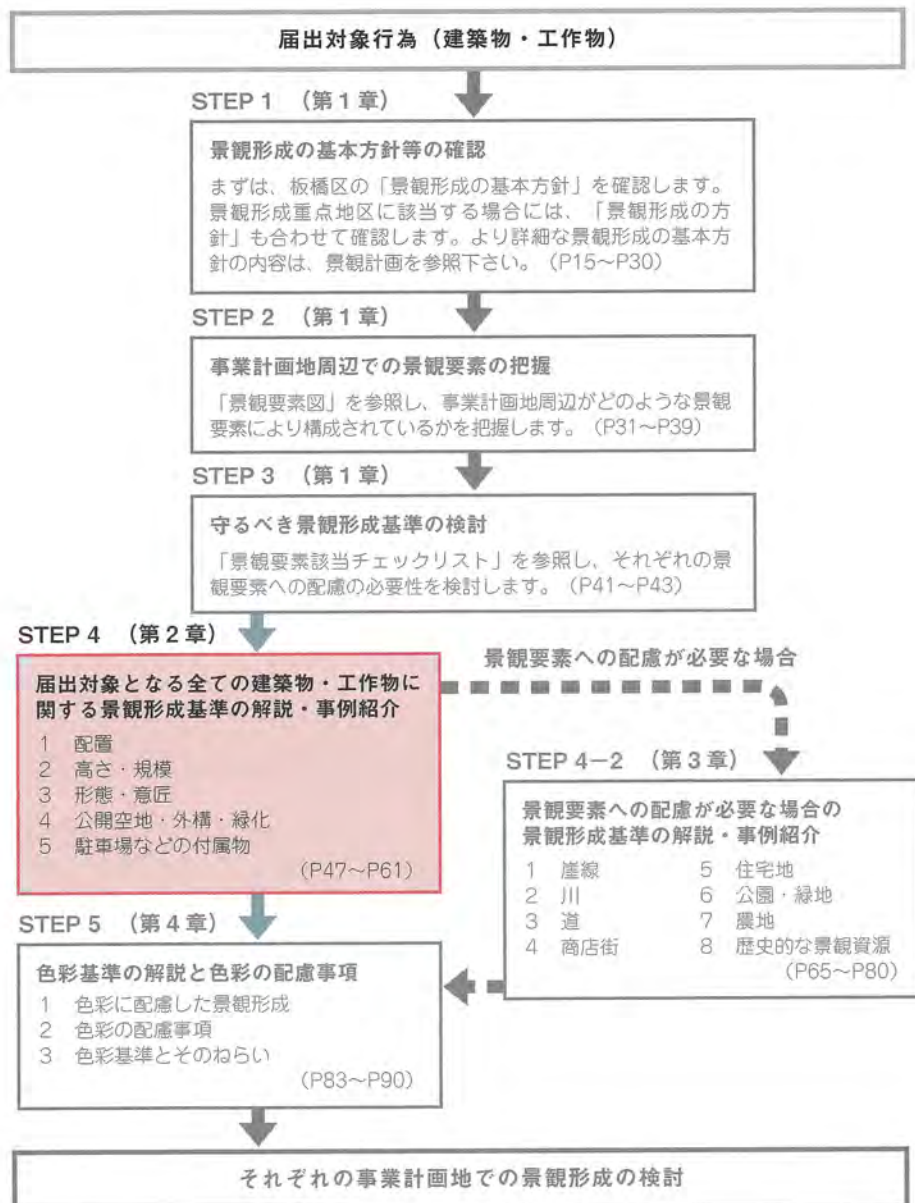 届出対象行為（建築物・工作物）
STEP 1 （第１章）
景観形成の基本方針等の確認
まずは、板橋区の「景観形成の基本方針」を確認します。
景観形成重点地区に該当する場合には、「景観形成の方
針」も合わせて確認します。より詳細な景観形成の基本方
針の内容は、景観計画を参照下さい。（P15～P30）
STEP 2 （第１章）
事業計画地周辺での景観要素の把握
「景観要素図」を参照し、事業計画地周辺がどのような景観
要素により構成されているかを把握します。（P31～P39）
STEP 3 （第１章）
守るべき景観形成基準の検討
「景観要素該当チェックリスト」を参照し、それぞれの景
観要素への配慮の必要性を検討します。（P41～P43）
STEP 4 （第２章）
届出対象となる全ての建築物・工作物に
関する景観形成基準の解説・事例紹介
1 配置
2 高さ・規模
3 形態・意匠
4 公開空地・外構・緑化
5 駐車場などの付属物
（P47～P61）
景観要素への配慮が必要な場合
STEP 4－2 （第３章）
景観要素への配慮が必要な場合の
景観形成基準の解説・事例紹介
1 崖線
2 川
3 道
4 商店街
5 住宅地
6 公園・緑地
7 農地
8 歴史的な景観資源
（P65～P80）
STEP 5 （第４章）
色彩基準の解説と色彩の配慮事項
1 色彩に配慮した景観形成
2 色彩の配慮事項
3 色彩基準とそのねらい
（P83～P90）
それぞれの事業計画地での景観形成の検討